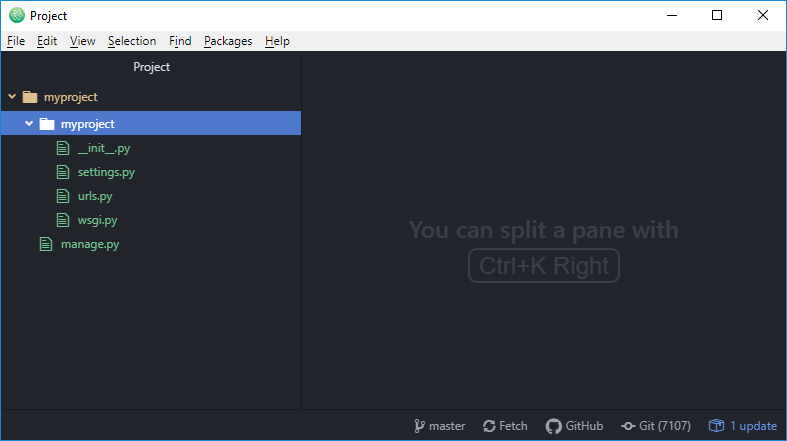 Project
File Edit View Selection Find Packages Help
Project
myproject
myproject
__init__.py
settings.py
urls.py
wsgi.py
manage.py
You can split a pane with
Ctrl+K Right
master Fetch GitHub Git (7107) 1 update